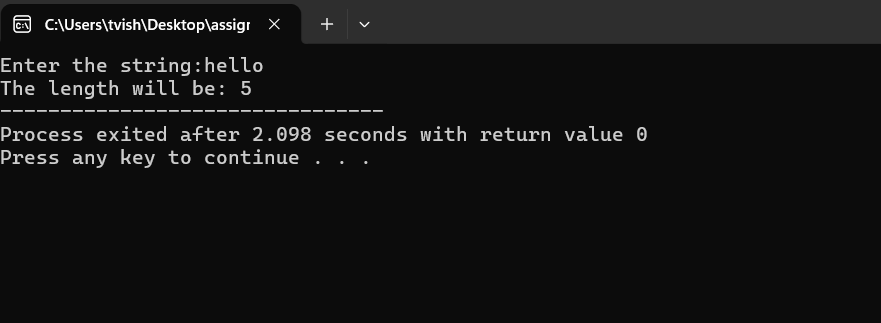 C:\Users\tvish\Desktop\assigr
Enter the string:hello
The length will be: 5
--------------------------------
Process exited after 2.098 seconds with return value 0
Press any key to continue . . .